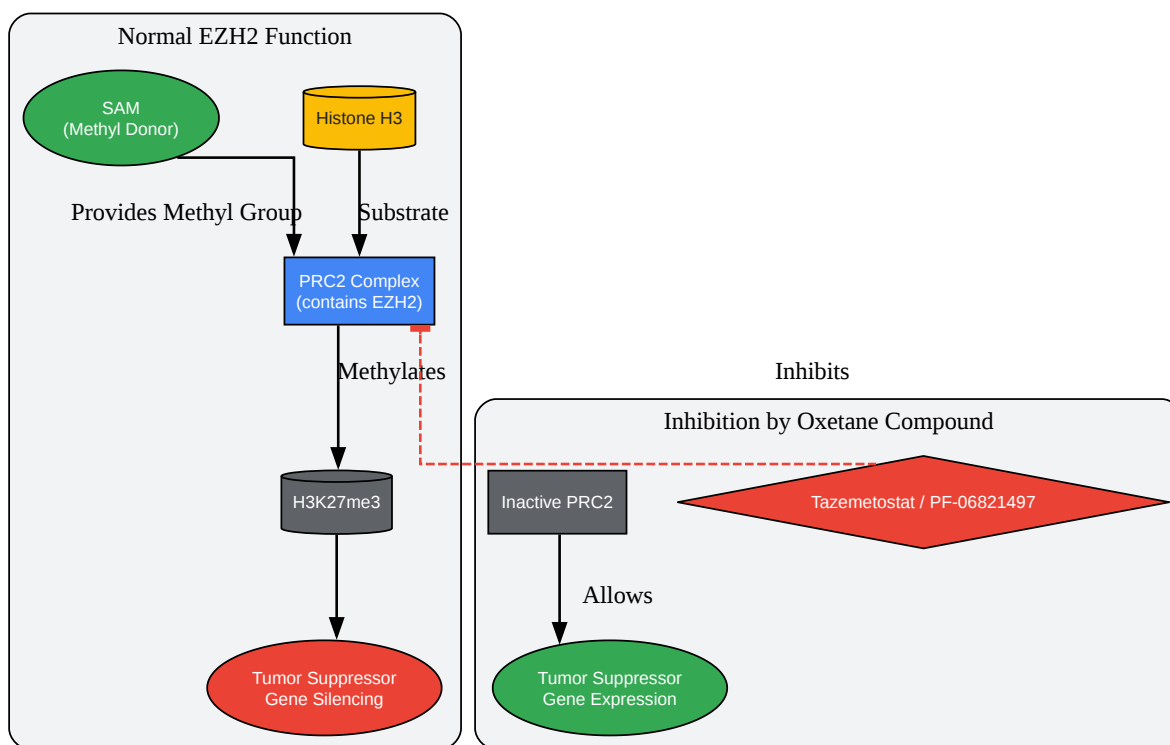 Normal EZH2 Function
SAM
(Methyl Donor)
Histone H3
Provides Methyl Group
Substrate
PRC2 Complex
(contains EZH2)
Methylates
Inhibits
Inhibition by Oxetane Compound
H3K27me3
Inactive PRC2
Tazemetostat / PF-06821497
Allows
Tumor Suppressor
Gene Silencing
Tumor Suppressor
Gene Expression